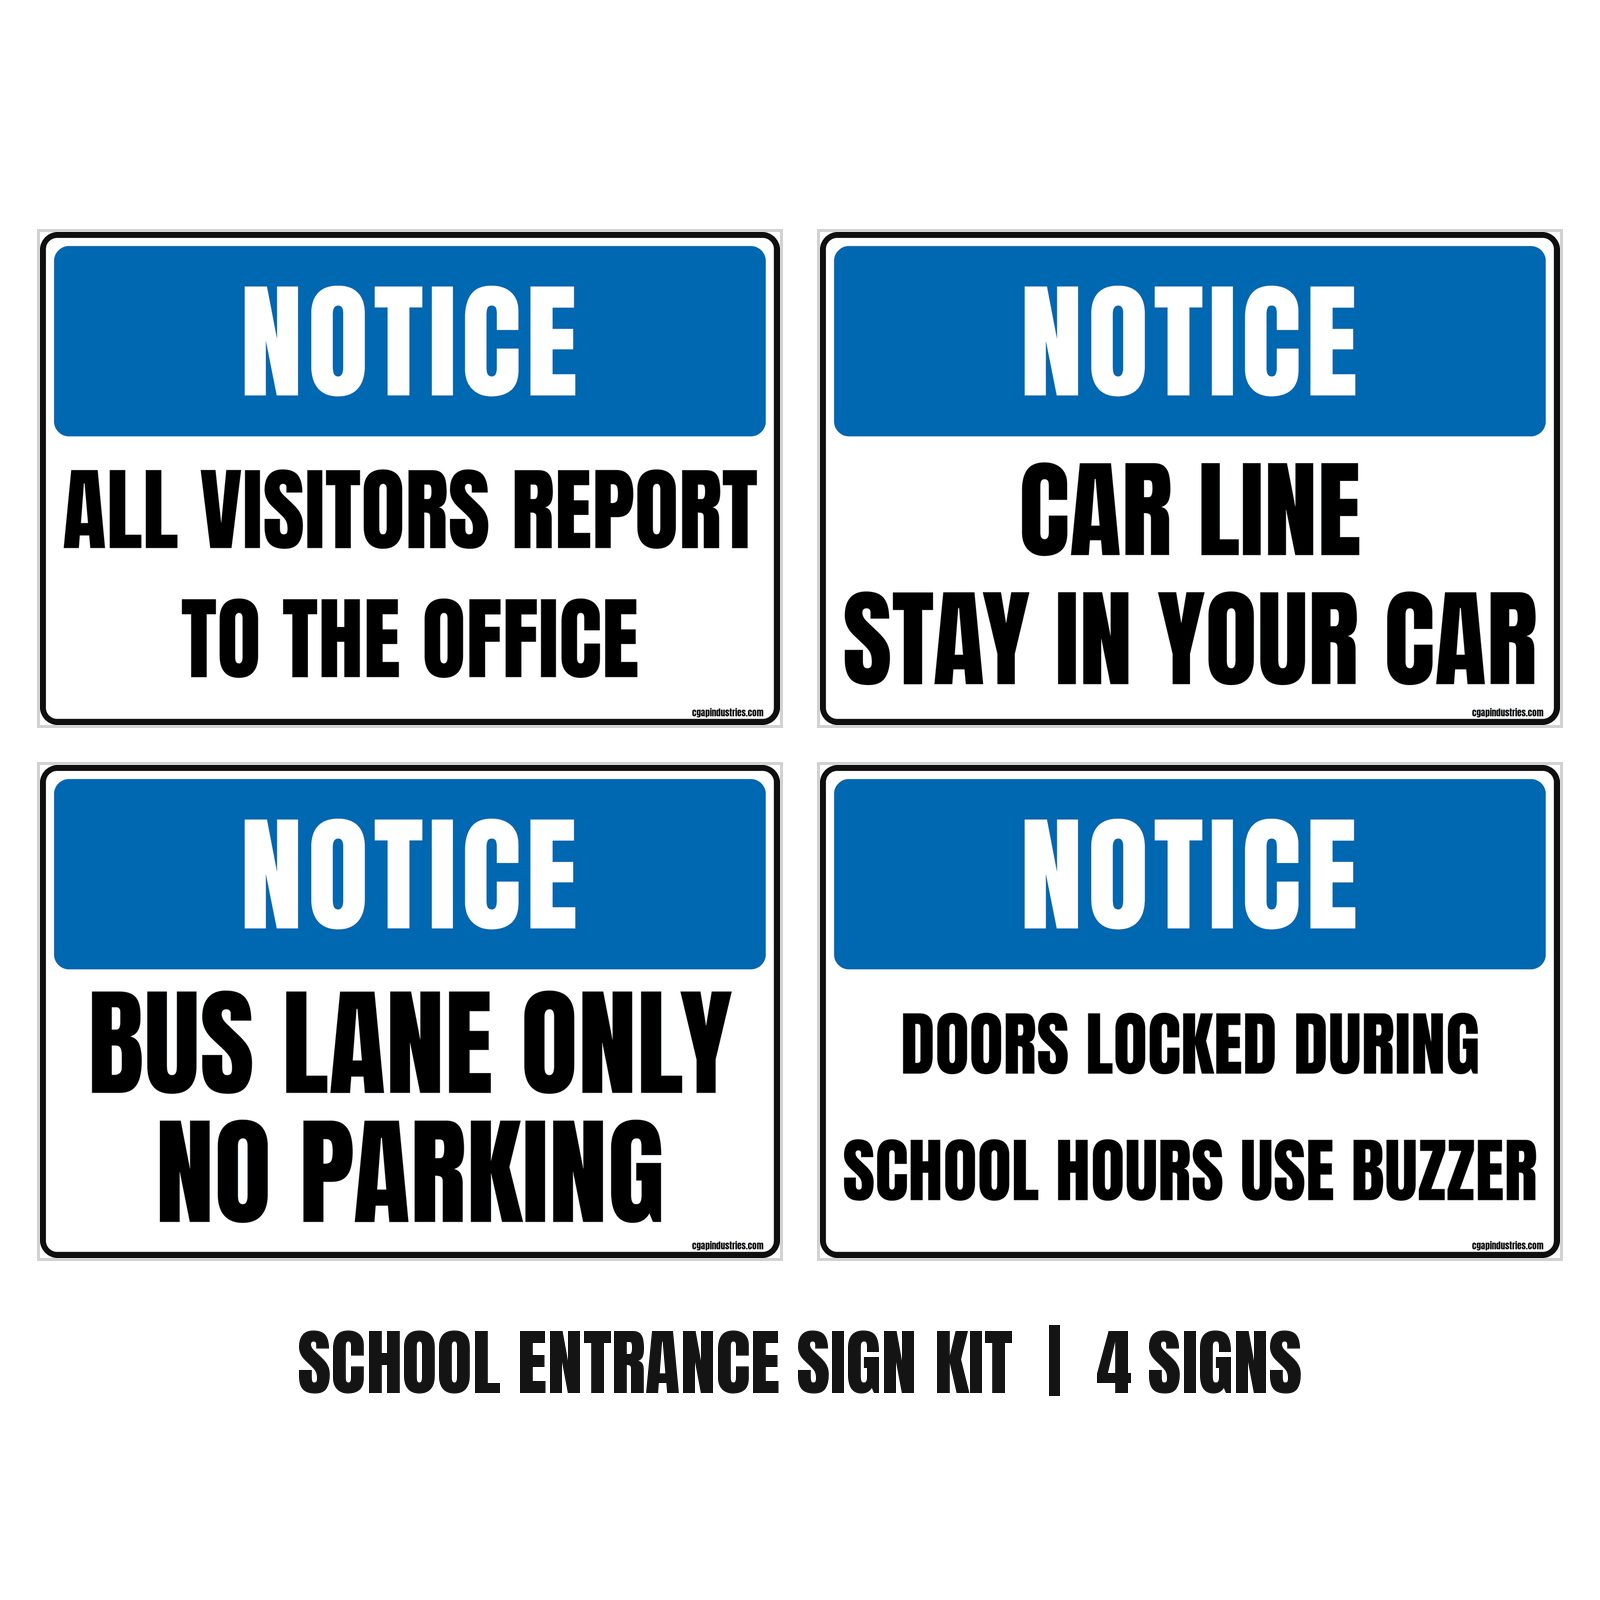 NOTICE
ALL VISITORS REPORT
TO THE OFFICE
cgapindustries.com
NOTICE
CAR LINE
STAY IN YOUR CAR
cgapindustries.com
NOTICE
BUS LANE ONLY
NO PARKING
cgapindustries.com
NOTICE
DOORS LOCKED DURING
SCHOOL HOURS USE BUZZER
cgapindustries.com
SCHOOL ENTRANCE SIGN KIT | 4 SIGNS